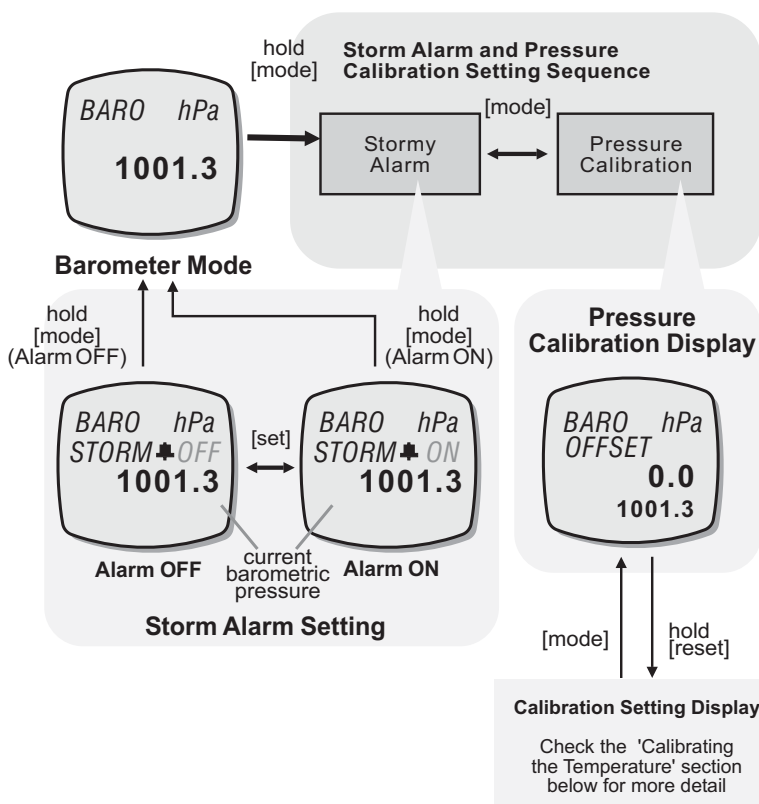 hold
[mode]
Storm Alarm and Pressure
Calibration Setting Sequence
BARO hPa
1001.3
Stormy
Alarm
[mode]
Pressure
Calibration
Barometer Mode
hold
[mode]
(Alarm OFF)
hold
[mode]
(Alarm ON)
BARO hPa
STORM OFF
1001.3
[set]
BARO hPa
STORM ON
1001.3
Alarm OFF
current
barometric
pressure
Alarm ON
Storm Alarm Setting
Pressure
Calibration Display
BARO hPa
OFFSET
0.0
1001.3
[mode]
hold
[reset]
Calibration Setting Display
Check the 'Calibrating
the Temperature' section
below for more detail